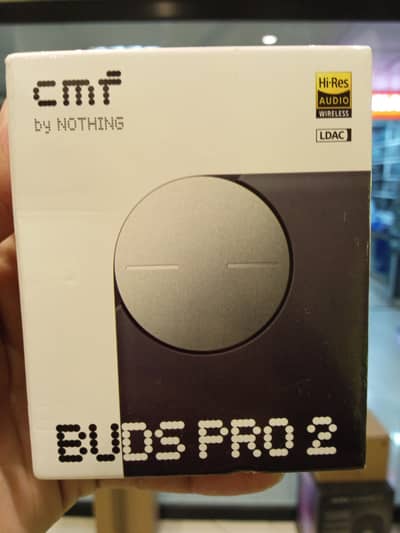 cmf
by NOTHING
Hi-Res
AUDIO
WIRELESS
LDAC
BUDS PRO 2